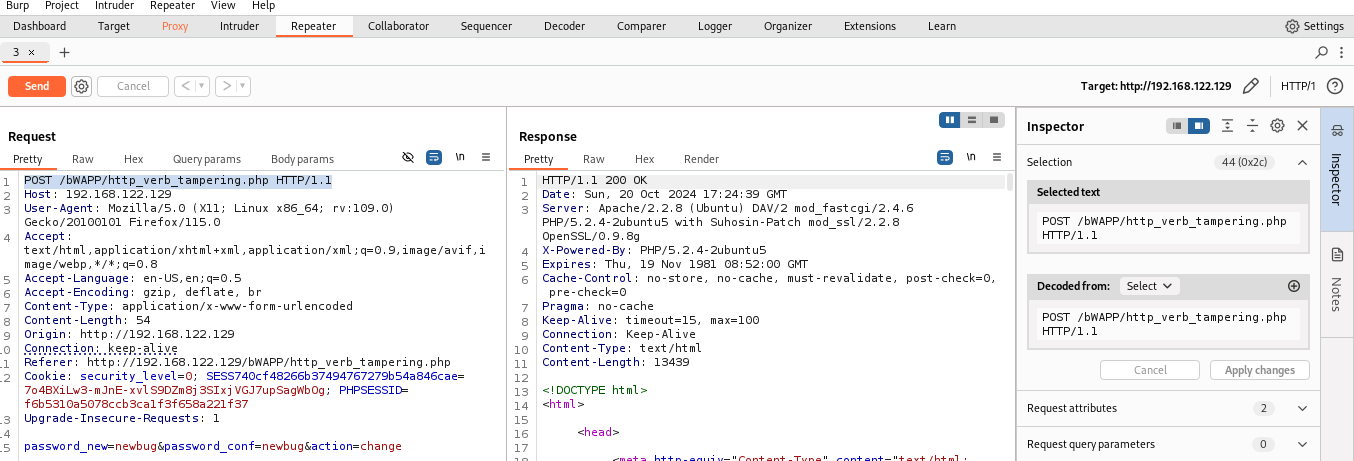 Burp Project Intruder Repeater View Help
Dashboard Target Proxy Intruder Repeater Collaborator Sequencer Decoder Comparer Logger Organizer Extensions Learn Settings
3 × +
Send Cancel < > Target: http://192.168.122.129 HTTP/1 ?
Request
Pretty Raw Hex Query params Body params \n
1 POST /bWAPP/http_verb_tampering.php HTTP/1.1
2 Host: 192.168.122.129
3 User-Agent: Mozilla/5.0 (X11; Linux x86_64; rv:109.0)
Gecko/20100101 Firefox/115.0
4 Accept:
text/html,application/xhtml+xml,application/xml;q=0.9,image/avif,i
mage/webp,*/*;q=0.8
5 Accept-Language: en-US,en;q=0.5
6 Accept-Encoding: gzip, deflate, br
7 Content-Type: application/x-www-form-urlencoded
8 Content-Length: 54
9 Origin: http://192.168.122.129
10 Connection: keep-alive
11 Referer: http://192.168.122.129/bWAPP/http_verb_tampering.php
12 Cookie: security_level=0; SESS740cf48266b37494767279b54a846cae=
7o4BXiLw3-mJnE-xvlS9DZm8j3SIxjVGJ7upSagWbOg; PHPSESSID=
f6b5310a5078ccb3ca1f3f658a221f37
13 Upgrade-Insecure-Requests: 1
14
15 password_new=newbug&password_conf=newbug&action=change
Response
Pretty Raw Hex Render \n
1 HTTP/1.1 200 OK
2 Date: Sun, 20 Oct 2024 17:24:39 GMT
3 Server: Apache/2.2.8 (Ubuntu) DAV/2 mod_fastcgi/2.4.6
PHP/5.2.4-2ubuntu5 with Suhosin-Patch mod_ssl/2.2.8
OpenSSL/0.9.8g
4 X-Powered-By: PHP/5.2.4-2ubuntu5
5 Expires: Thu, 19 Nov 1981 08:52:00 GMT
6 Cache-Control: no-store, no-cache, must-revalidate, post-check=0,
pre-check=0
7 Pragma: no-cache
8 Keep-Alive: timeout=15, max=100
9 Connection: Keep-Alive
10 Content-Type: text/html
11 Content-Length: 13439
12
13 <!DOCTYPE html>
14 <html>
15
16 <head>
17
18 <meta http-equiv="Content-Type" content="text/html;
Inspector
Selection 44 (0x2c)
Selected text
POST /bWAPP/http_verb_tampering.php
HTTP/1.1
Decoded from: Select
POST /bWAPP/http_verb_tampering.php
HTTP/1.1
Cancel Apply changes
Request attributes 2
Request query parameters 0
Inspector
Notes